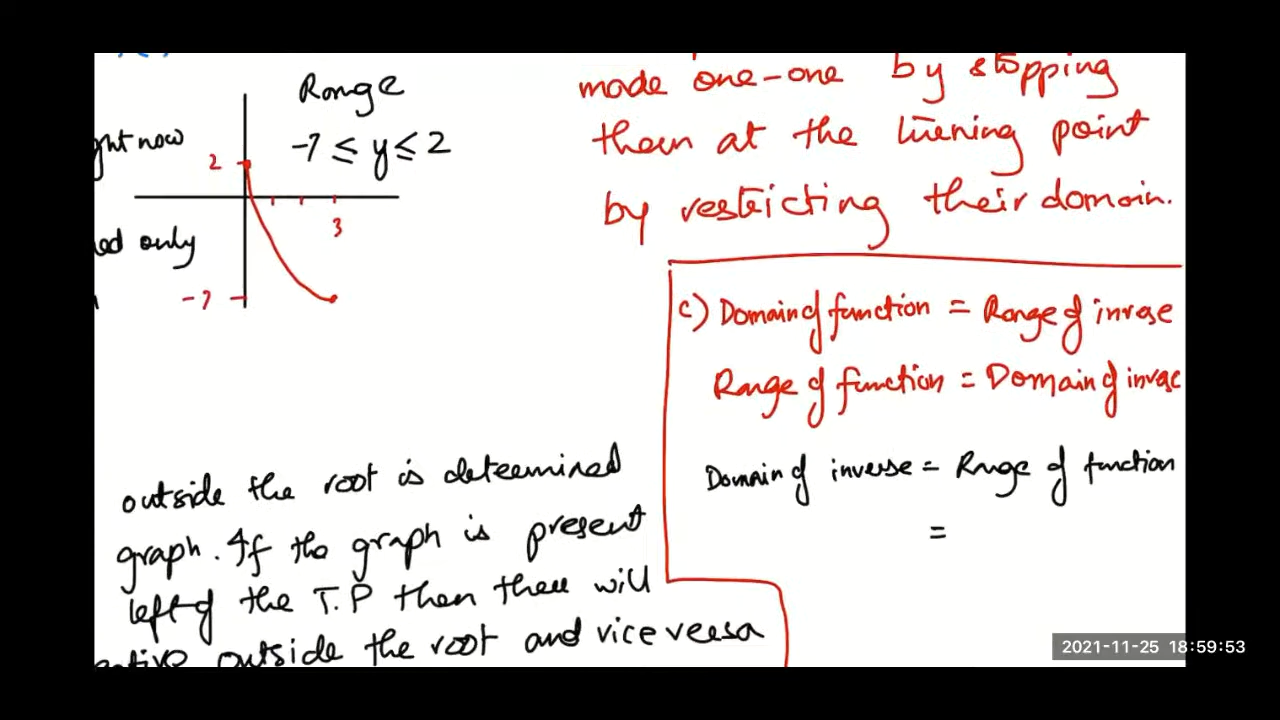 Range
-7 ≤ y ≤ 2
ght now
2
3
ed only
-7
made one-one by stopping
them at the turning point
by restricting their domain.
c) Domain of function = Range of inverse
Range of function = Domain of inverse
Domain of inverse = Range of function
=
outside the root is determined
graph. If the graph is present
left of the T.P then there will
outside the root and vice versa
2021-11-25 18:59:53